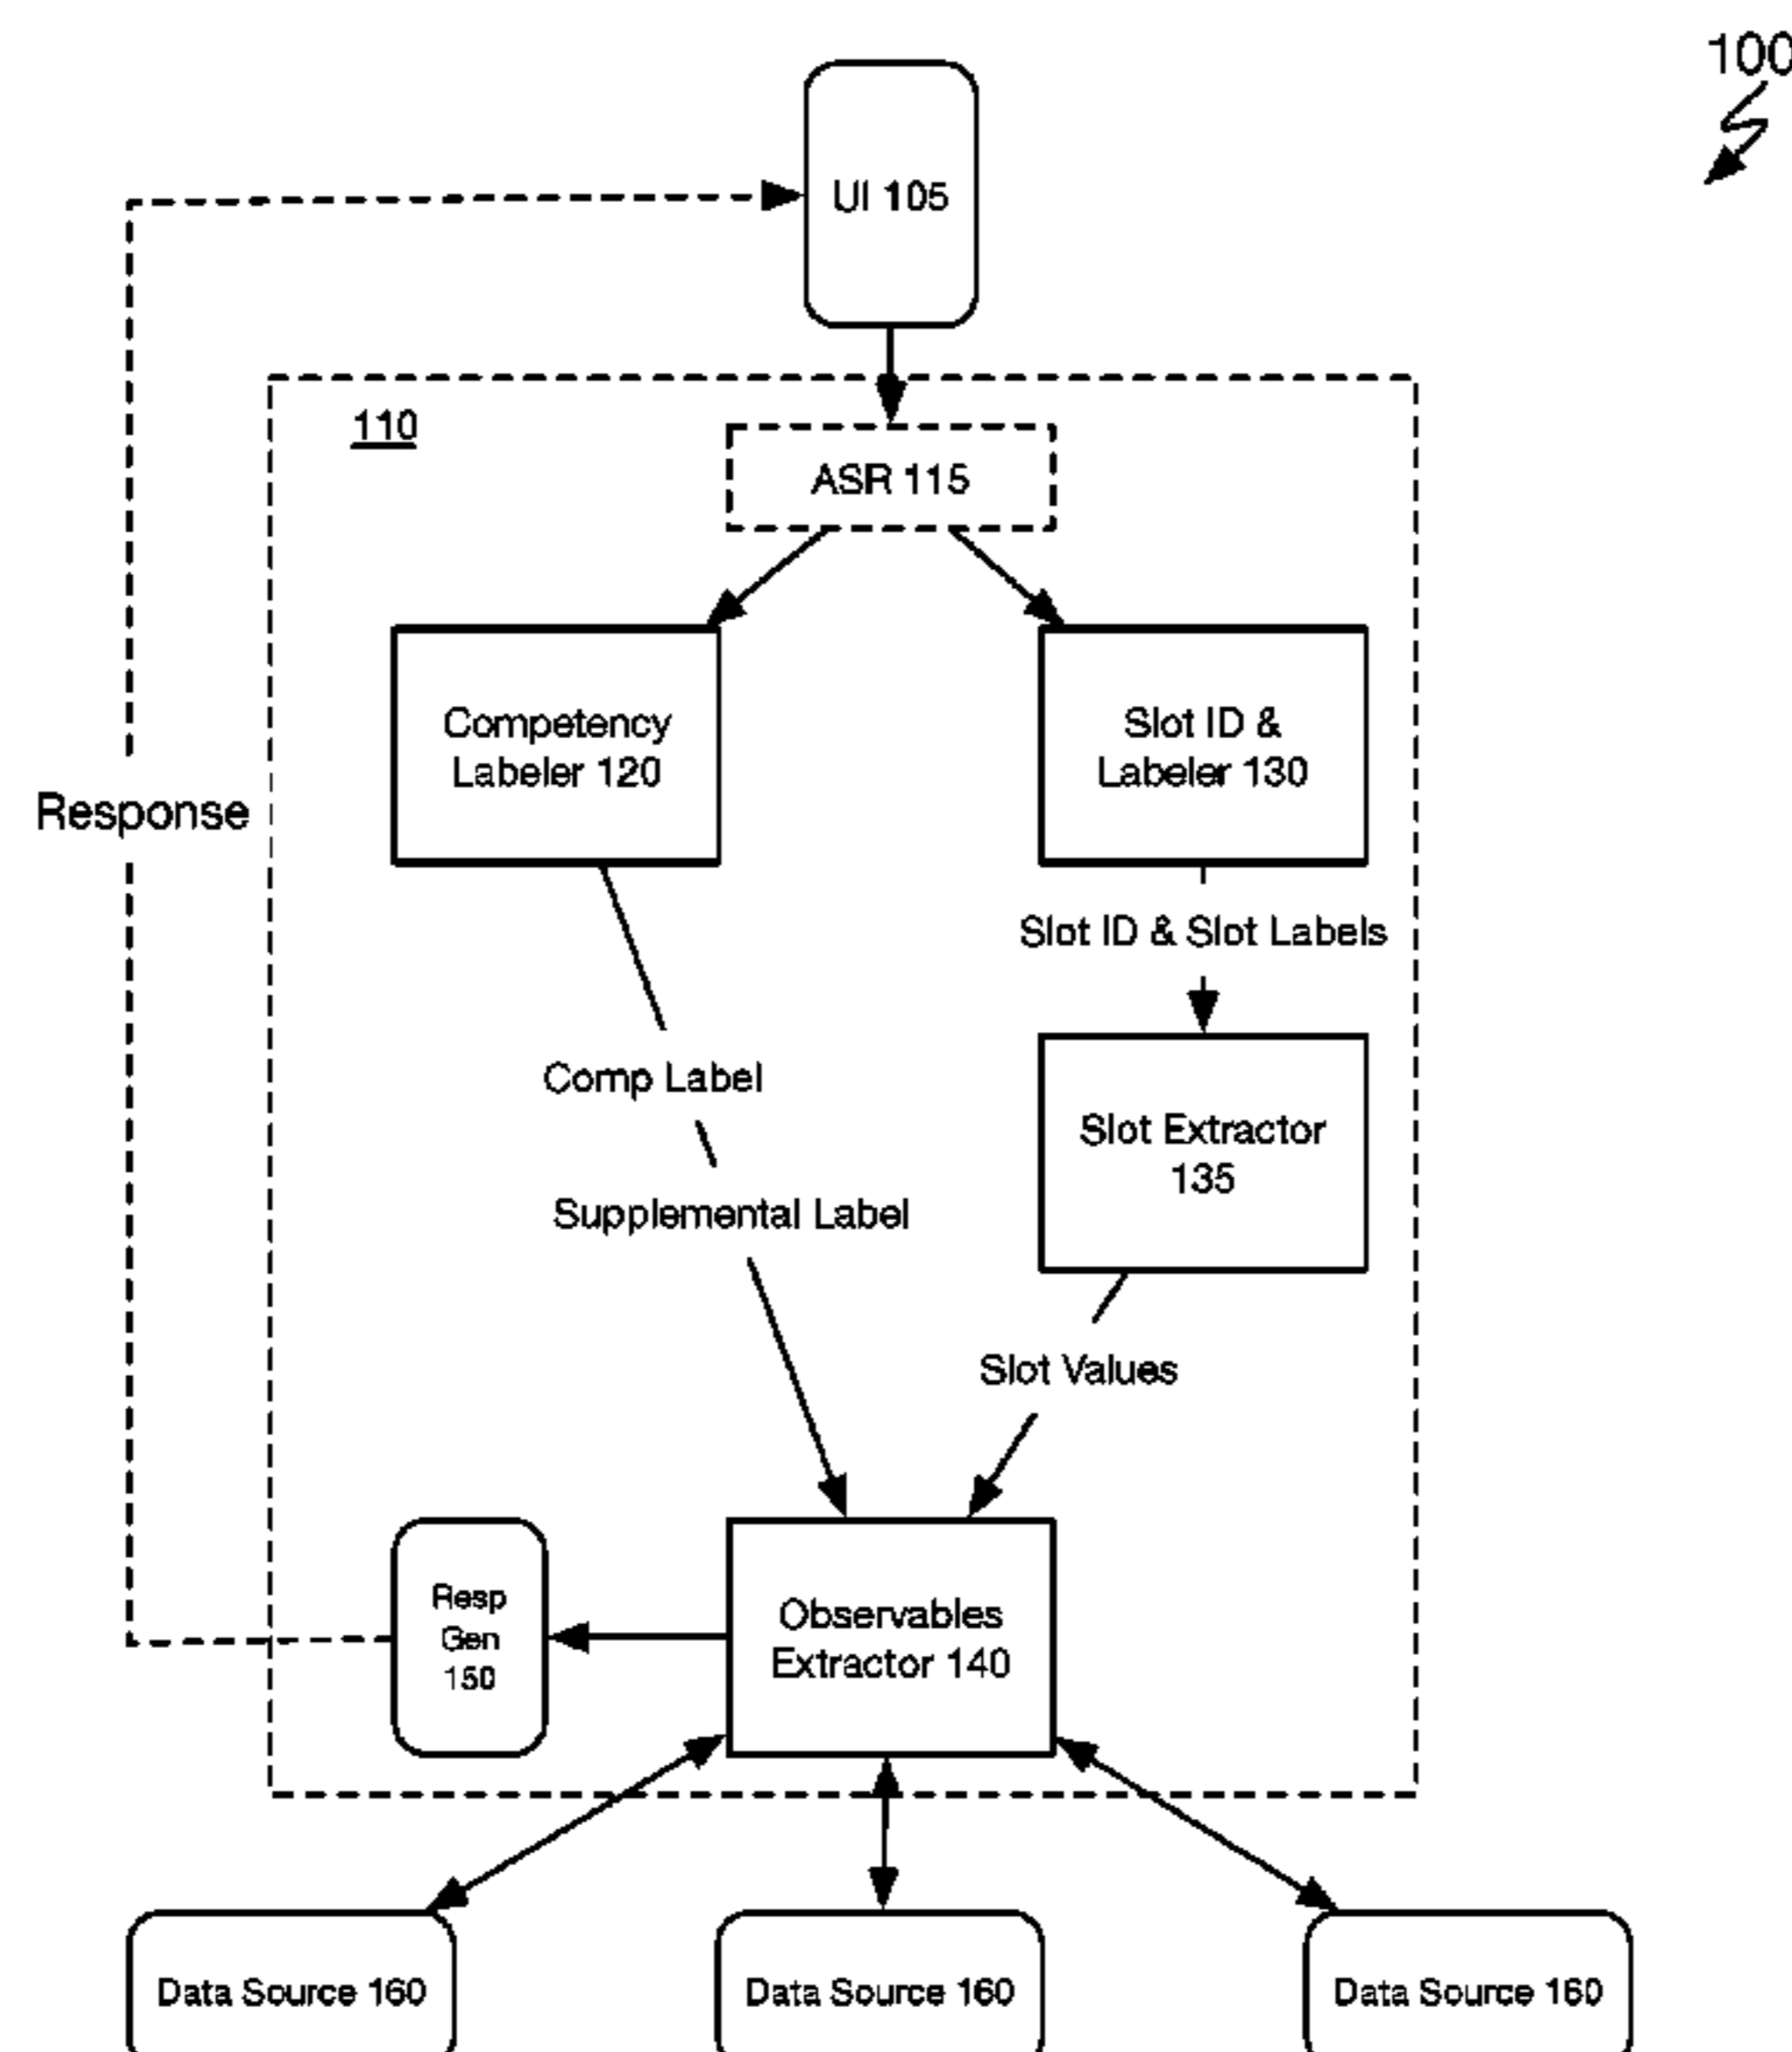 100
UI 105
110
ASR 115
Competency
Labeler 120
Slot ID &
Labeler 130
Response
Slot ID & Slot Labels
Comp Label
Slot Extractor
135
Supplemental Label
Slot Values
Resp
Gen
150
Observables
Extractor 140
Data Source 160
Data Source 160
Data Source 160